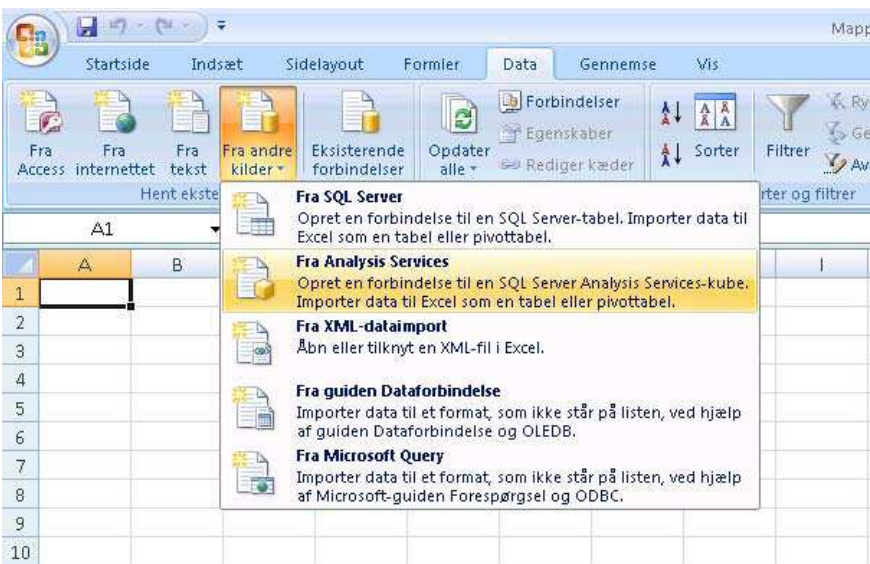 Mapp
Startside Indsæt Sidelayout Formler Data Gennemse Vis
Fra Access
Fra internettet
Fra tekst
Fra andre kilder
Eksisterende forbindelser
Opdater alle
Forbindelser
Egenskaber
Rediger kæder
Sorter
Filtrer
Ry
Ge
Av
Hent ekste
rter og filtrer
A1
Fra SQL Server
Opret en forbindelse til en SQL Server-tabel. Importer data til
Excel som en tabel eller pivottabel.
Fra Analysis Services
Opret en forbindelse til en SQL Server Analysis Services-kube.
Importer data til Excel som en tabel eller pivottabel.
Fra XML-dataimport
Åbn eller tilknyt en XML-fil i Excel.
Fra guiden Dataforbindelse
Importer data til et format, som ikke står på listen, ved hjælp
af guiden Dataforbindelse og OLEDB.
Fra Microsoft Query
Importer data til et format, som ikke står på listen, ved hjælp
af Microsoft-guiden Forespørgsel og ODBC.
A B I
1
2
3
4
5
6
7
8
9
10